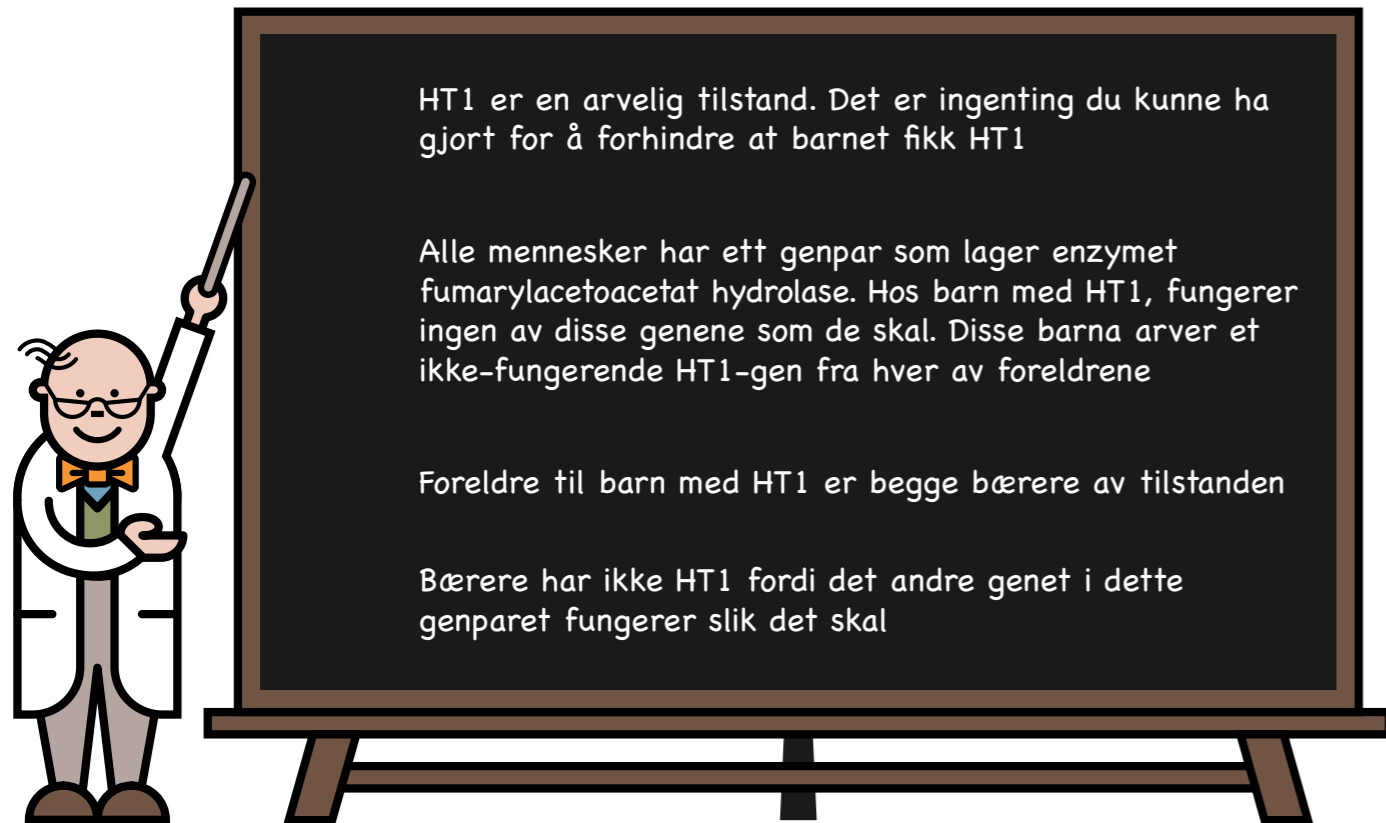 HT1 er en arvelig tilstand. Det er ingenting du kunne ha
gjort for å forhindre at barnet fikk HT1
Alle mennesker har ett genpar som lager enzymet
fumarylacetoacetat hydrolase. Hos barn med HT1, fungerer
ingen av disse genene som de skal. Disse barna arver et
ikke-fungerende HT1-gen fra hver av foreldrene
Foreldre til barn med HT1 er begge bærere av tilstanden
Bærere har ikke HT1 fordi det andre genet i dette
genparet fungerer slik det skal